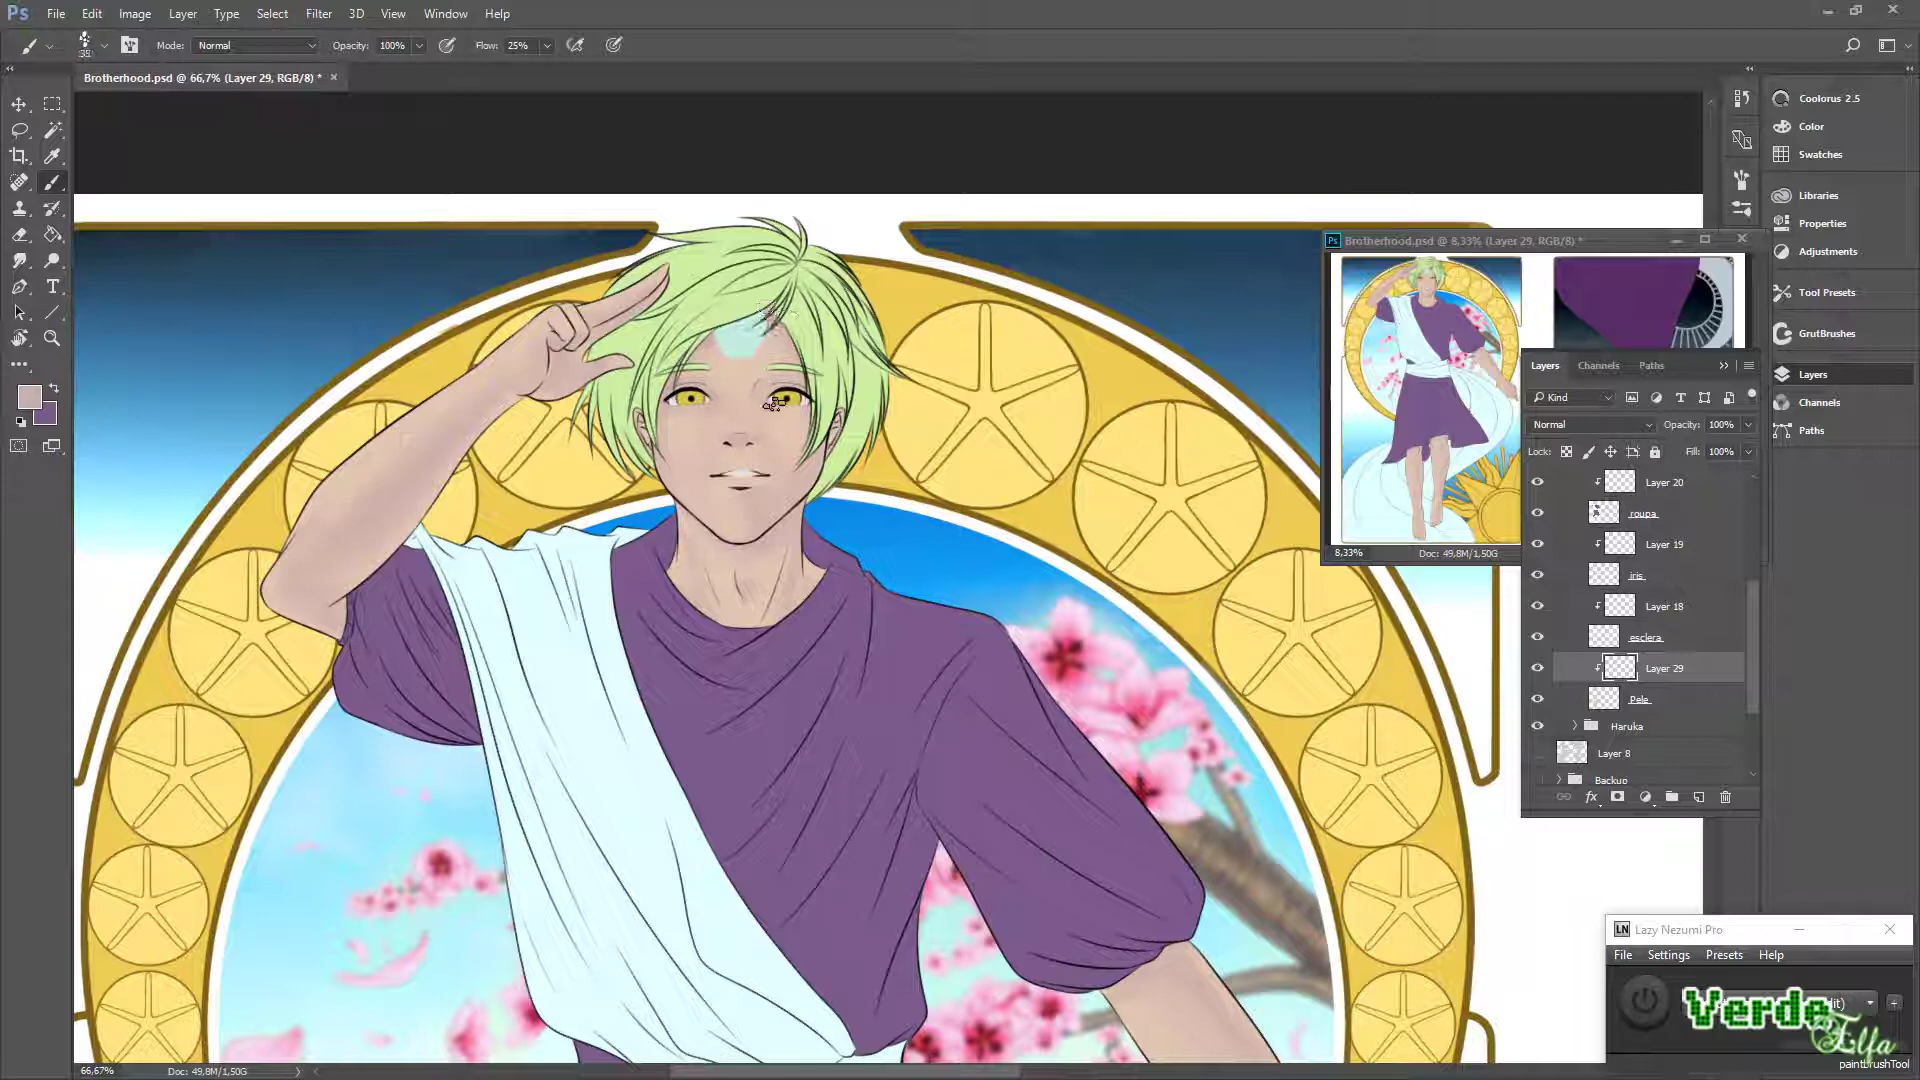 Ps File Edit Image Layer Type Select Filter 3D View Window Help
35 Mode: Normal Opacity: 100% Flow: 25%
Brotherhood.psd @ 66,7% (Layer 29, RGB/8) * ×
Coolorus 2.5
Color
Swatches
Libraries
Properties
Adjustments
Tool Presets
GrutBrushes
Layers
Channels
Paths
Ps Brotherhood.psd @ 8,33% (Layer 29, RGB/8) *
8,33% Doc: 49,8M/1,50G
Layers Channels Paths
Kind
Normal Opacity: 100%
Lock: Fill: 100%
Layer 20
roupa
Layer 19
iris
Layer 18
esclera
Layer 29
Pele
Haruka
Layer 8
Backup
fx
LN Lazy Nezumi Pro
File Settings Presets Help
Verde
Elfa
paintBrushTool
66,67% Doc: 49,8M/1,50G